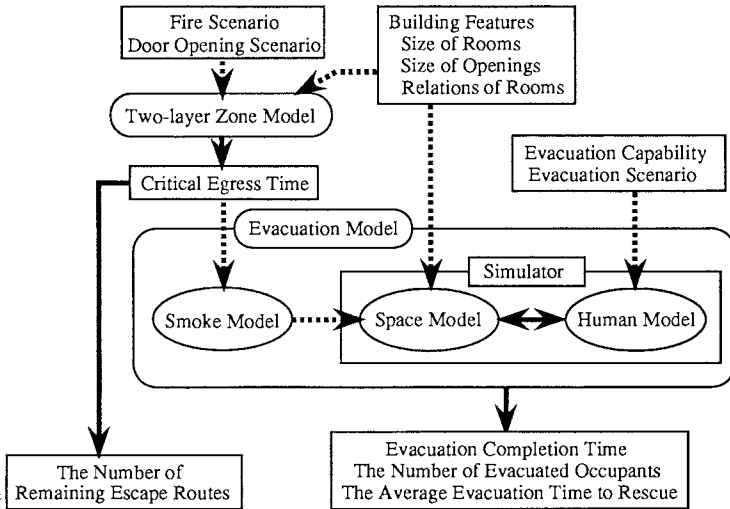 Fire Scenario
Door Opening Scenario
Building Features
Size of Rooms
Size of Openings
Relations of Rooms
Two-layer Zone Model
Evacuation Capability
Evacuation Scenario
Critical Egress Time
Evacuation Model
Simulator
Smoke Model
Space Model
Human Model
The Number of
Remaining Escape Routes
Evacuation Completion Time
The Number of Evacuated Occupants
The Average Evacuation Time to Rescue